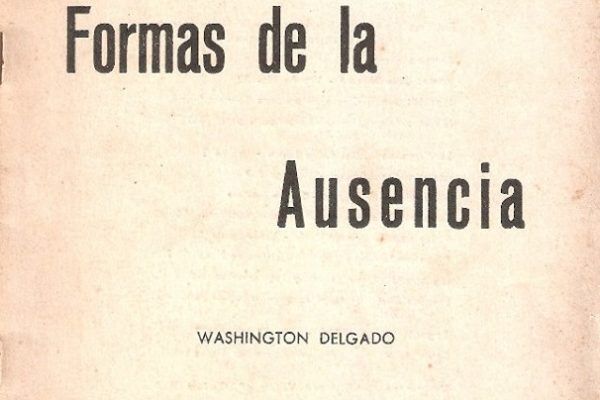 Formas de la
Ausencia
WASHINGTON DELGADO